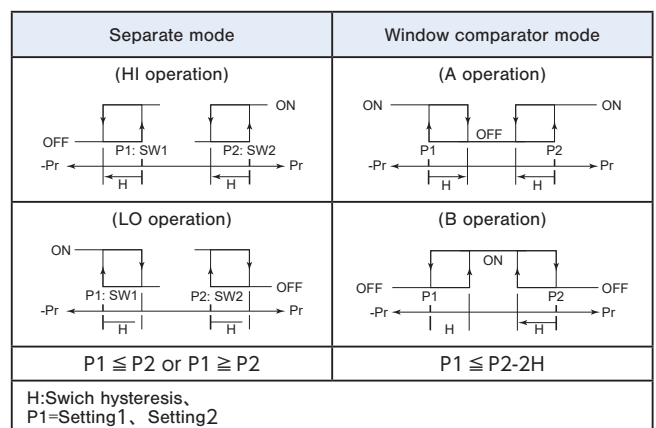 Separate mode
Window comparator mode
(HI operation)
ON
OFF
P1: SW1
P2: SW2
-Pr
Pr
H
H
(A operation)
ON
ON
OFF
P1
P2
-Pr
Pr
H
H
(LO operation)
ON
OFF
P1: SW1
P2: SW2
-Pr
Pr
H
H
(B operation)
ON
OFF
OFF
P1
P2
-Pr
Pr
H
H
P1 ≦ P2 or P1 ≧ P2
P1 ≦ P2-2H
H:Swich hysteresis、
P1=Setting1、 Setting2